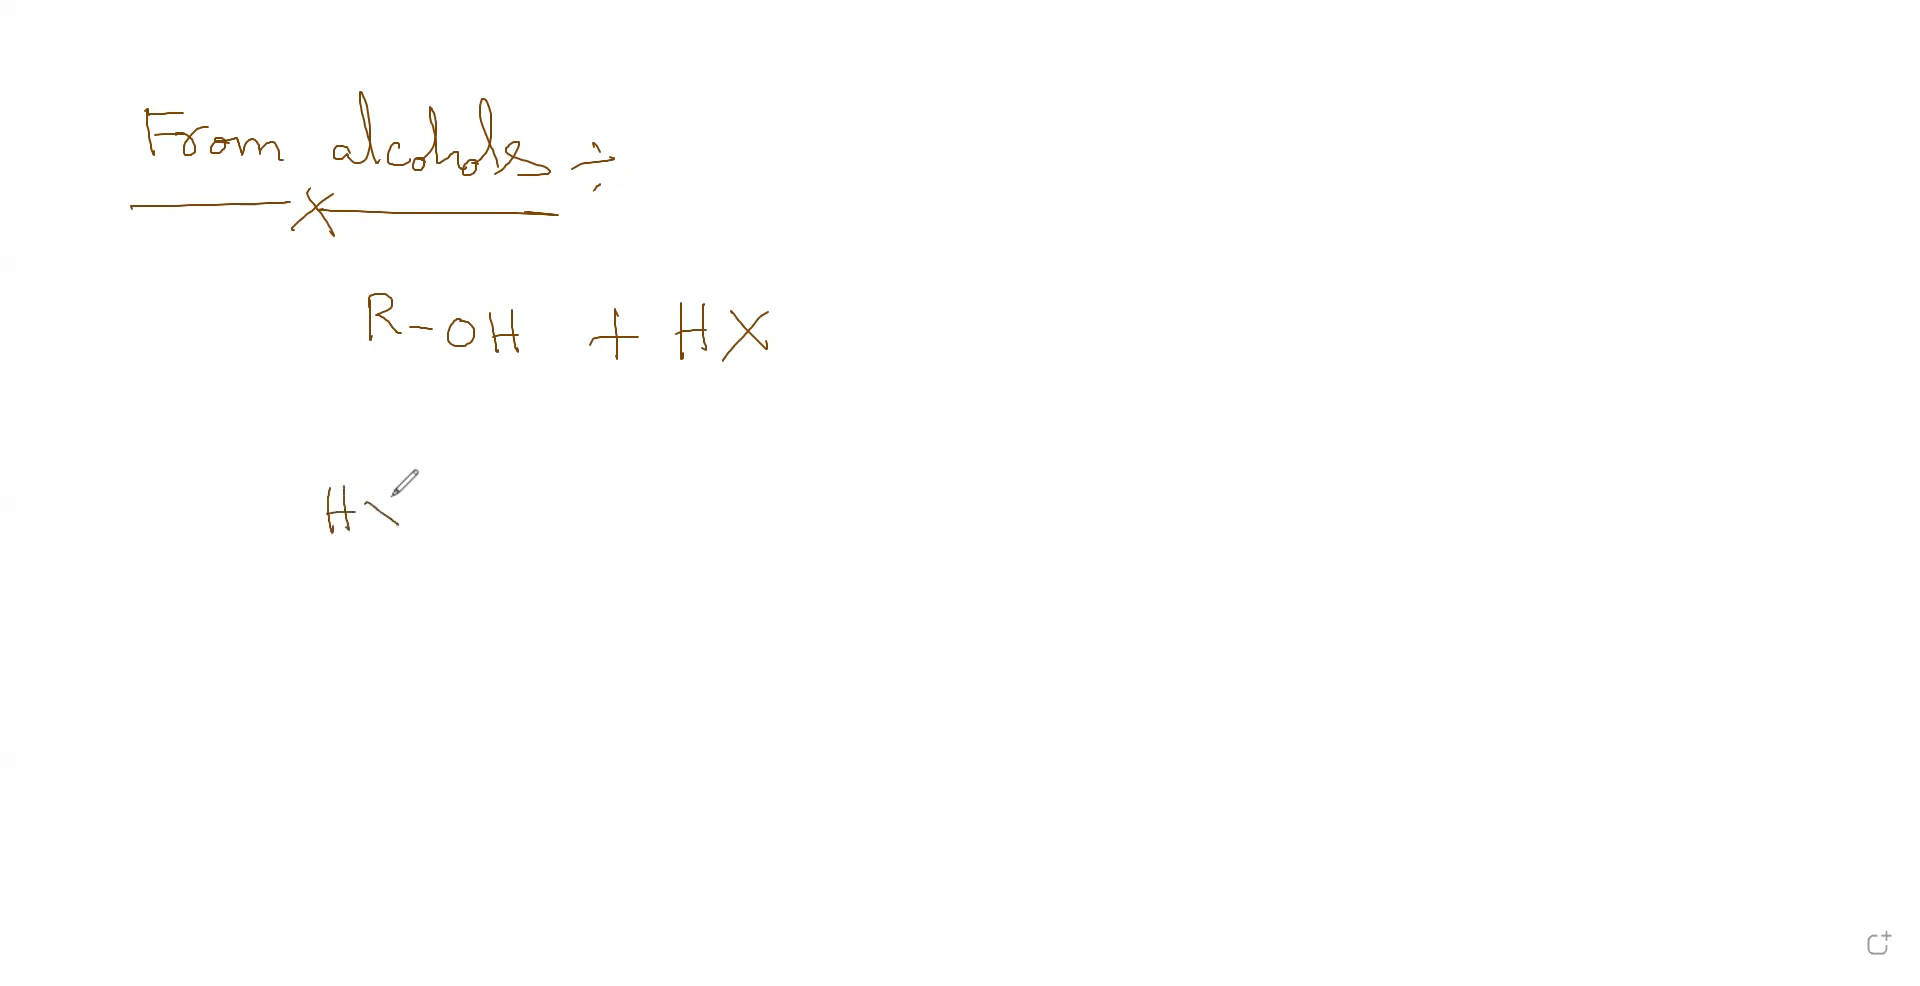 From alcohols ÷
R-OH + HX
H